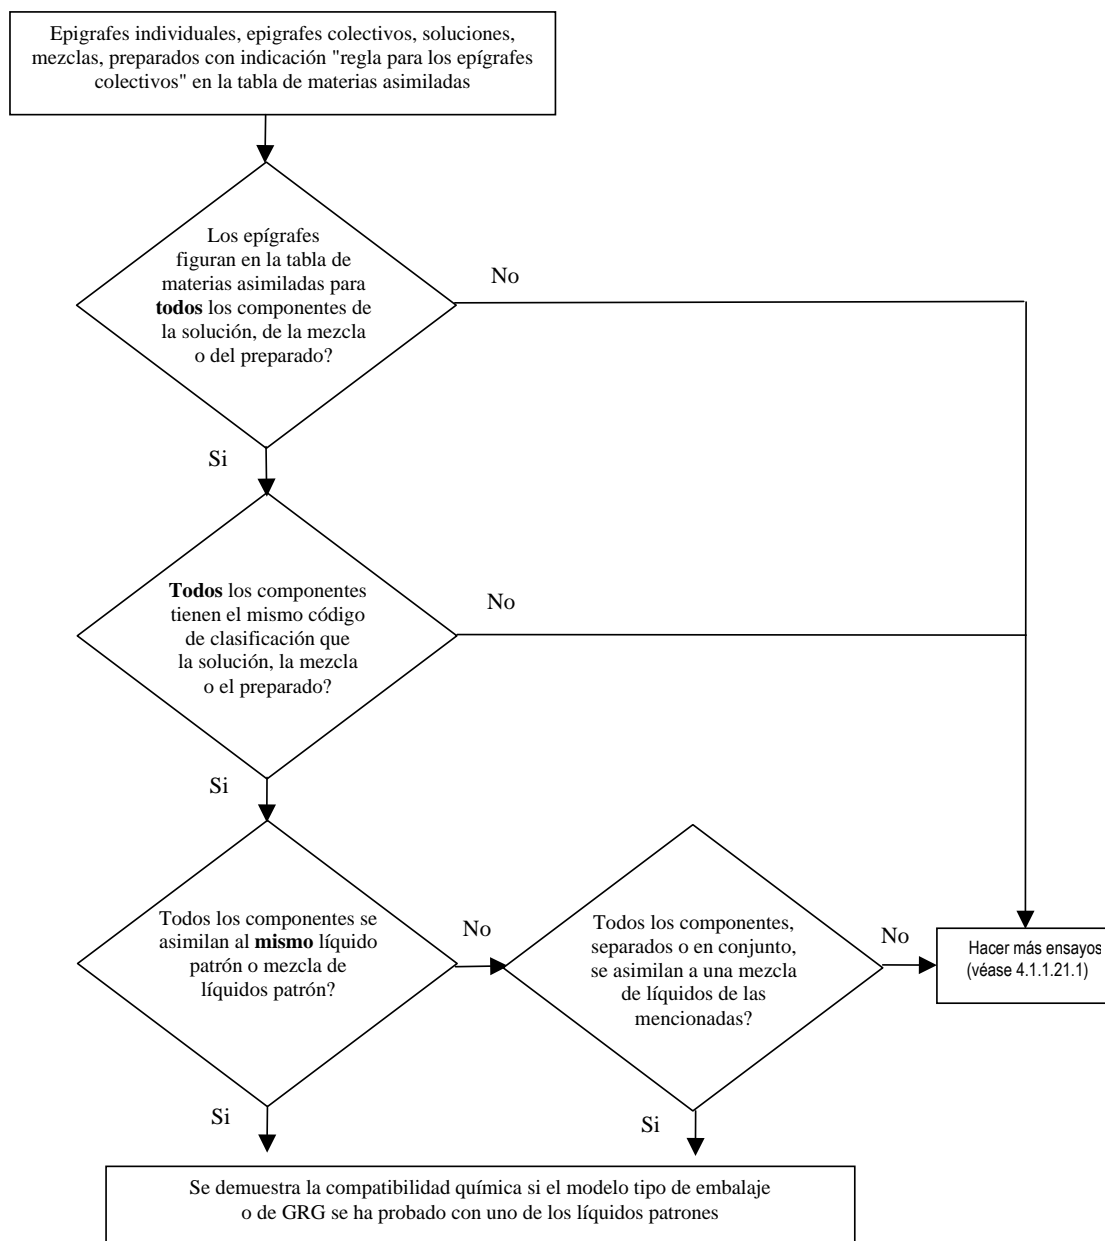 Epigrafes individuales, epigrafes colectivos, soluciones,
mezclas, preparados con indicación "regla para los epígrafes
colectivos" en la tabla de materias asimiladas
Los epígrafes
figuran en la tabla de
materias asimiladas para
todos los componentes de
la solución, de la mezcla
o del preparado?
No
Si
Todos los componentes
tienen el mismo código
de clasificación que
la solución, la mezcla
o el preparado?
No
Si
Todos los componentes se
asimilan al mismo líquido
patrón o mezcla de
líquidos patrón?
No
Todos los componentes,
separados o en conjunto,
se asimilan a una mezcla
de líquidos de las
mencionadas?
No
Hacer más ensayos
(véase 4.1.1.21.1)
Si
Si
Se demuestra la compatibilidad química si el modelo tipo de embalaje
o de GRG se ha probado con uno de los líquidos patrones